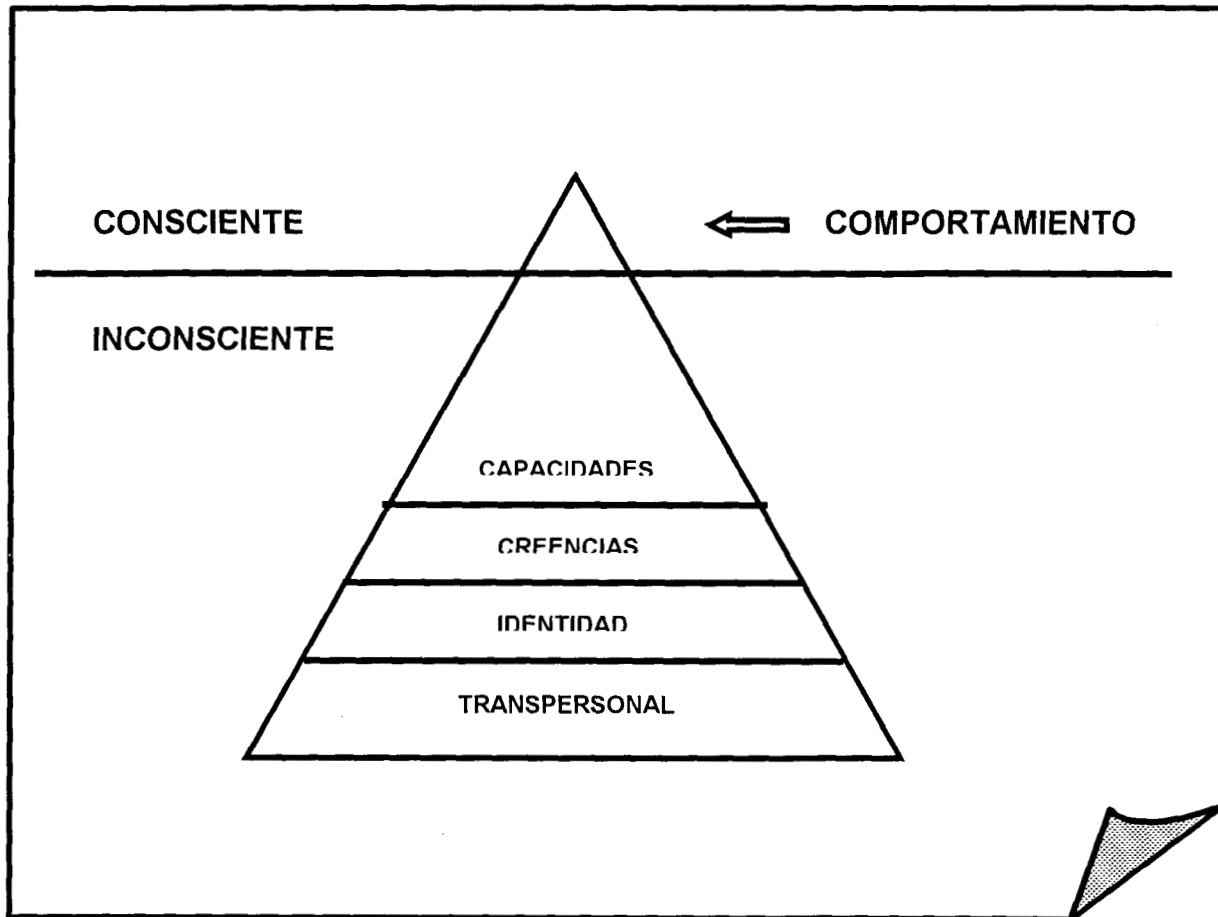 CONSCIENTE
COMPORTAMIENTO
INCONSCIENTE
CAPACIDADES
CREENCIAS
IDENTIDAD
TRANSPERSONAL